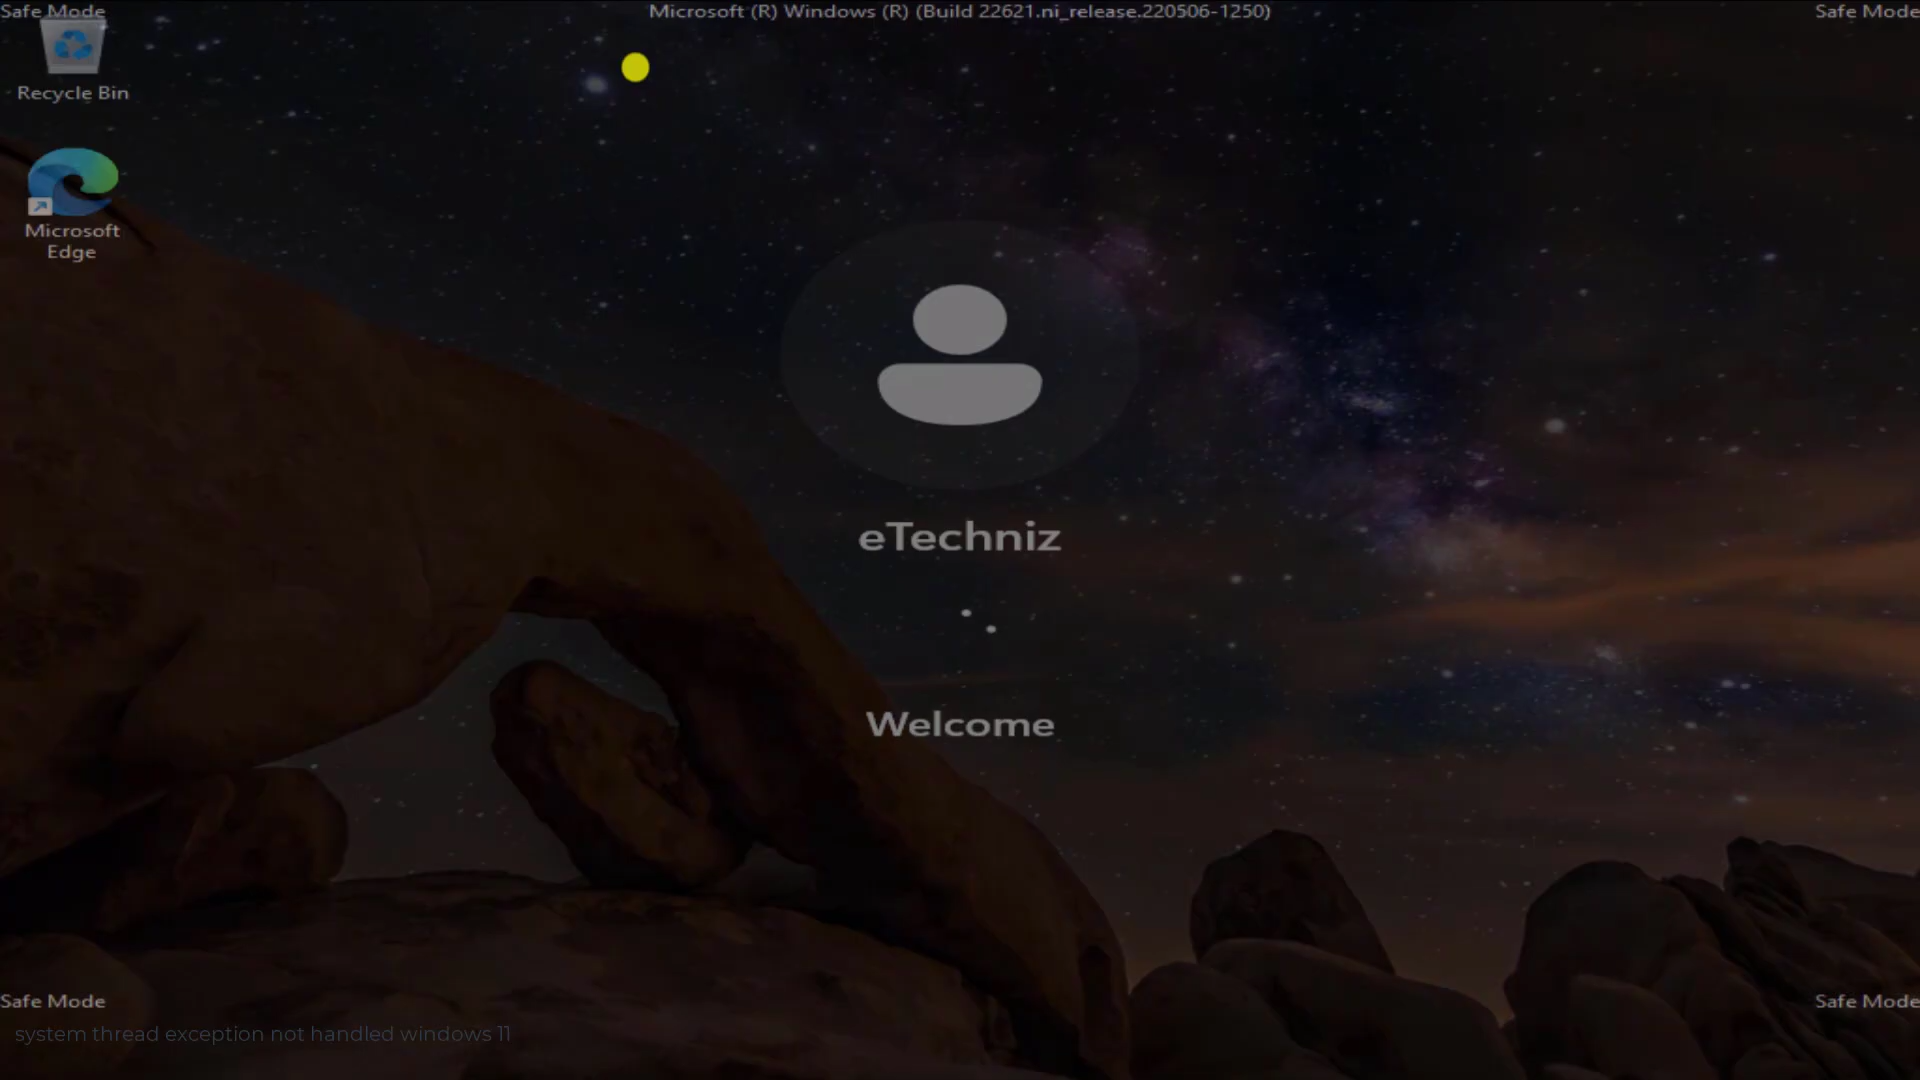 Safe Mode
Microsoft (R) Windows (R) (Build 22621.ni_release.220506-1250)
Safe Mode
Recycle Bin
Microsoft
Edge
eTechniz
Welcome
Safe Mode
Safe Mode
system thread exception not handled windows 11